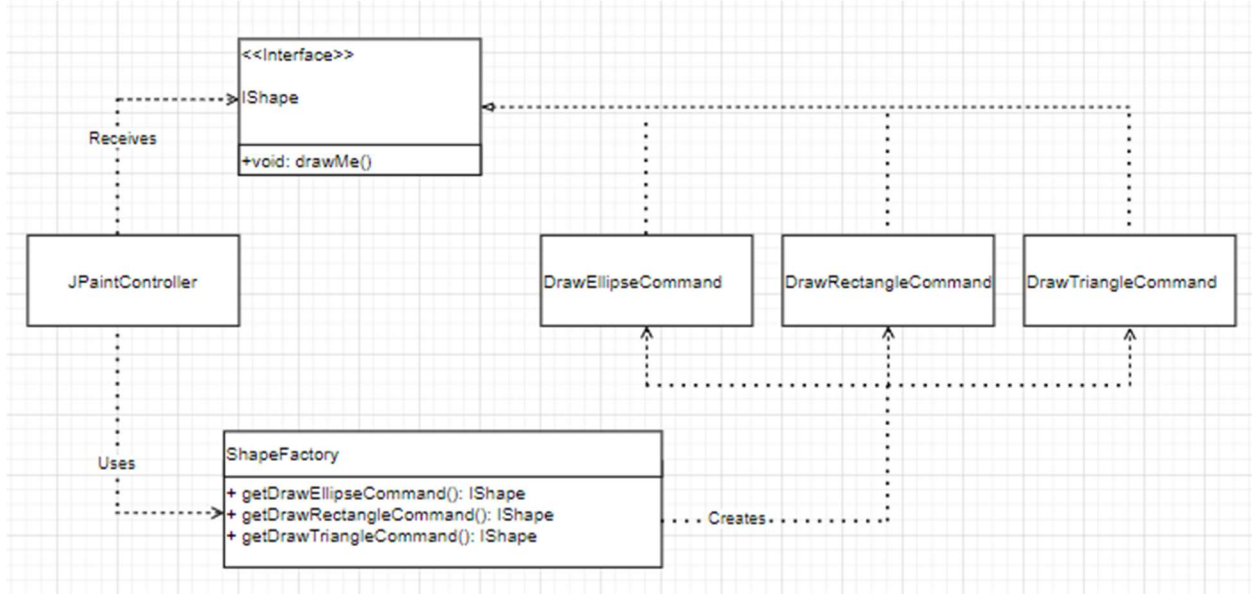 <<Interface>>
IShape
+void: drawMe()
Receives
JPaintController
DrawEllipseCommand
DrawRectangleCommand
DrawTriangleCommand
Uses
ShapeFactory
+ getDrawEllipseCommand(): IShape
+ getDrawRectangleCommand(): IShape
+ getDrawTriangleCommand(): IShape
Creates